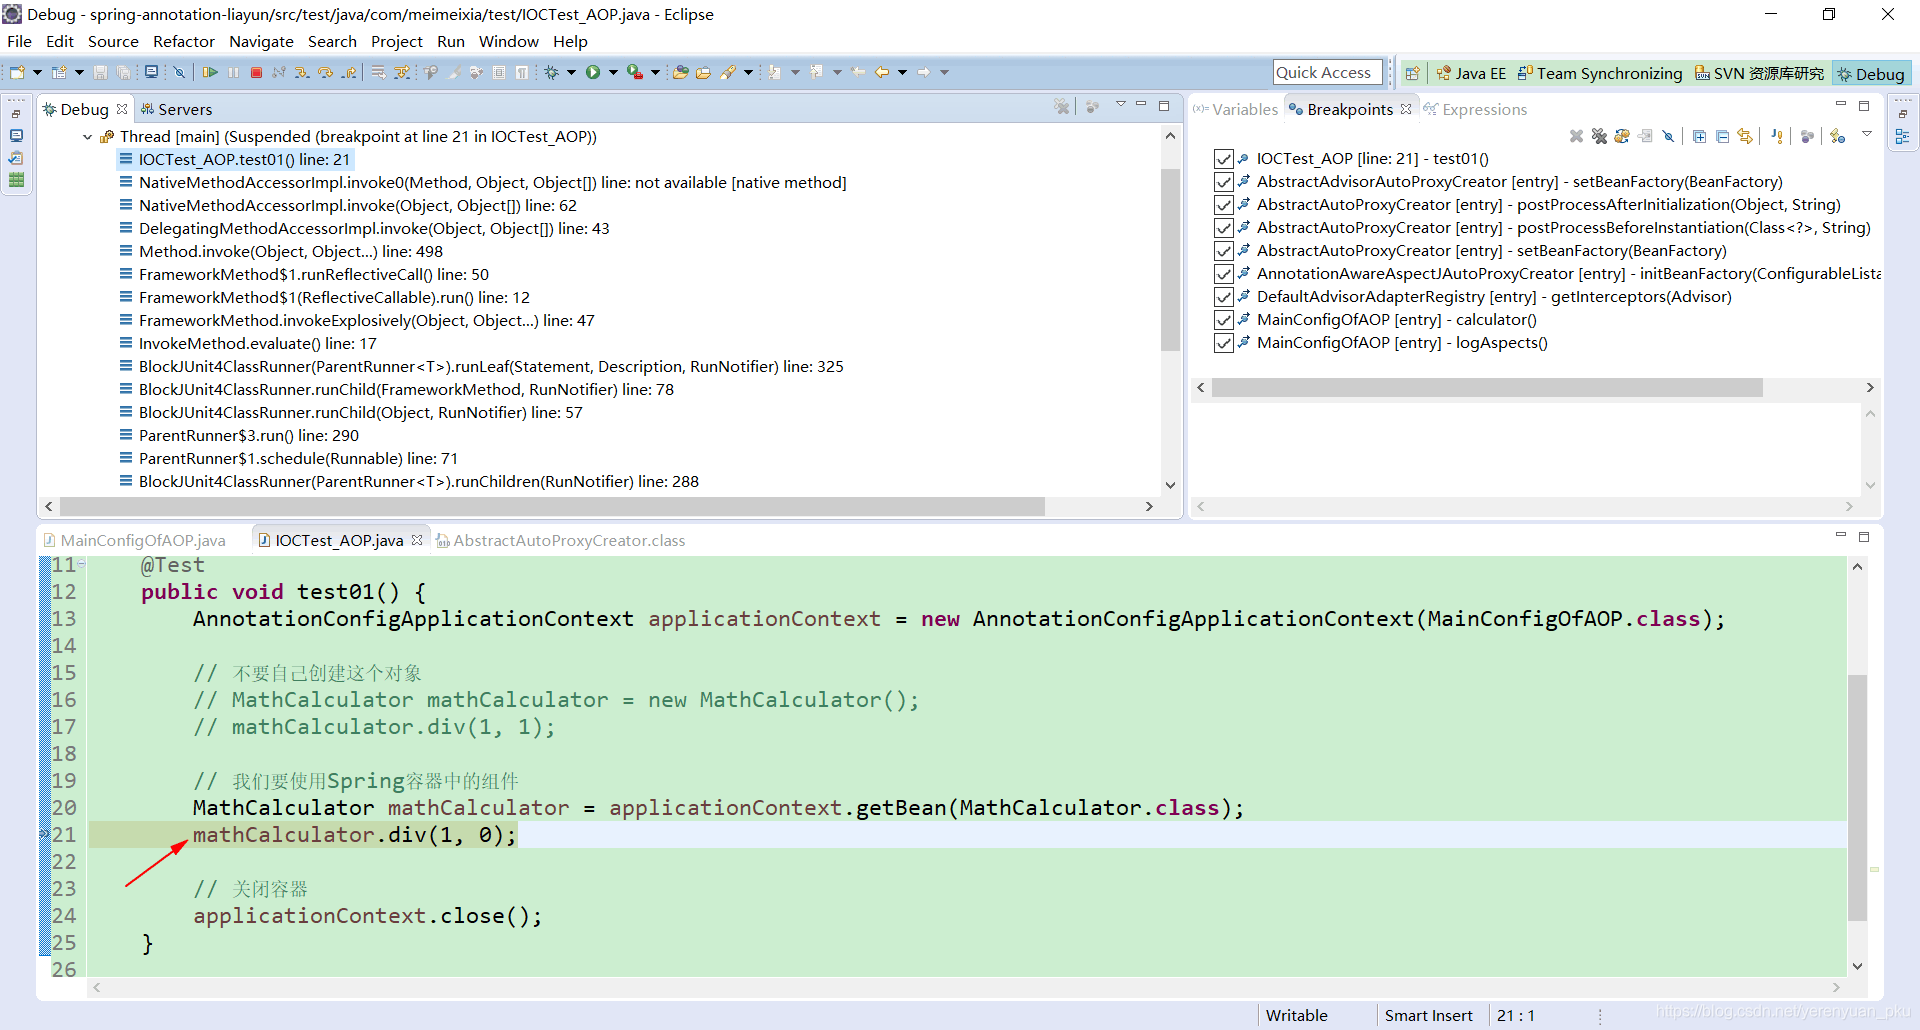 Debug - spring-annotation-liayun/src/test/java/com/meimeixia/test/IOCTest_AOP.java - Eclipse
File Edit Source Refactor Navigate Search Project Run Window Help
Quick Access Java EE Team Synchronizing SVN 资源库研究 Debug
Debug Servers
Thread [main] (Suspended (breakpoint at line 21 in IOCTest_AOP))
IOCTest_AOP.test01() line: 21
NativeMethodAccessorImpl.invoke0(Method, Object, Object[]) line: not available [native method]
NativeMethodAccessorImpl.invoke(Object, Object[]) line: 62
DelegatingMethodAccessorImpl.invoke(Object, Object[]) line: 43
Method.invoke(Object, Object...) line: 498
FrameworkMethod$1.runReflectiveCall() line: 50
FrameworkMethod$1(ReflectiveCallable).run() line: 12
FrameworkMethod.invokeExplosively(Object, Object...) line: 47
InvokeMethod.evaluate() line: 17
BlockJUnit4ClassRunner(ParentRunner<T>).runLeaf(Statement, Description, RunNotifier) line: 325
BlockJUnit4ClassRunner.runChild(FrameworkMethod, RunNotifier) line: 78
BlockJUnit4ClassRunner.runChild(Object, RunNotifier) line: 57
ParentRunner$3.run() line: 290
ParentRunner$1.schedule(Runnable) line: 71
BlockJUnit4ClassRunner(ParentRunner<T>).runChildren(RunNotifier) line: 288
(x)= Variables Breakpoints Expressions
IOCTest_AOP [line: 21] - test01()
AbstractAdvisorAutoProxyCreator [entry] - setBeanFactory(BeanFactory)
AbstractAutoProxyCreator [entry] - postProcessAfterInitialization(Object, String)
AbstractAutoProxyCreator [entry] - postProcessBeforeInstantiation(Class<?>, String)
AbstractAutoProxyCreator [entry] - setBeanFactory(BeanFactory)
AnnotationAwareAspectJAutoProxyCreator [entry] - initBeanFactory(ConfigurableLista
DefaultAdvisorAdapterRegistry [entry] - getInterceptors(Advisor)
MainConfigOfAOP [entry] - calculator()
MainConfigOfAOP [entry] - logAspects()
MainConfigOfAOP.java IOCTest_AOP.java AbstractAutoProxyCreator.class
11 @Test
12 public void test01() {
13 AnnotationConfigApplicationContext applicationContext = new AnnotationConfigApplicationContext(MainConfigOfAOP.class);
14
15 // 不要自己创建这个对象
16 // MathCalculator mathCalculator = new MathCalculator();
17 // mathCalculator.div(1, 1);
18
19 // 我们要使用Spring容器中的组件
20 MathCalculator mathCalculator = applicationContext.getBean(MathCalculator.class);
21 mathCalculator.div(1, 0);
22
23 // 关闭容器
24 applicationContext.close();
25 }
26
Writable Smart Insert 21 : 1
https://blog.csdn.net/yerenyuan_pku